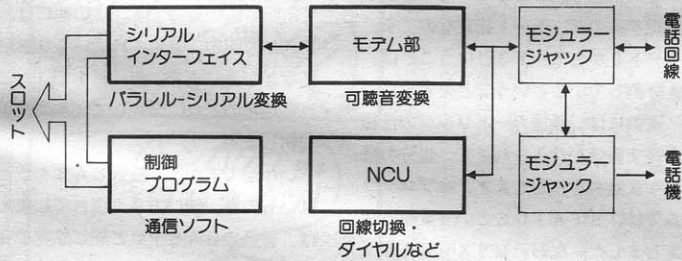 シリアル
インターフェイス
パラレル-シリアル変換
モデム部
可聴音変換
モジュラー
ジャック
電話回線
スロット
制御
プログラム
通信ソフト
NCU
回線切換・
ダイヤルなど
モジュラー
ジャック
電話機